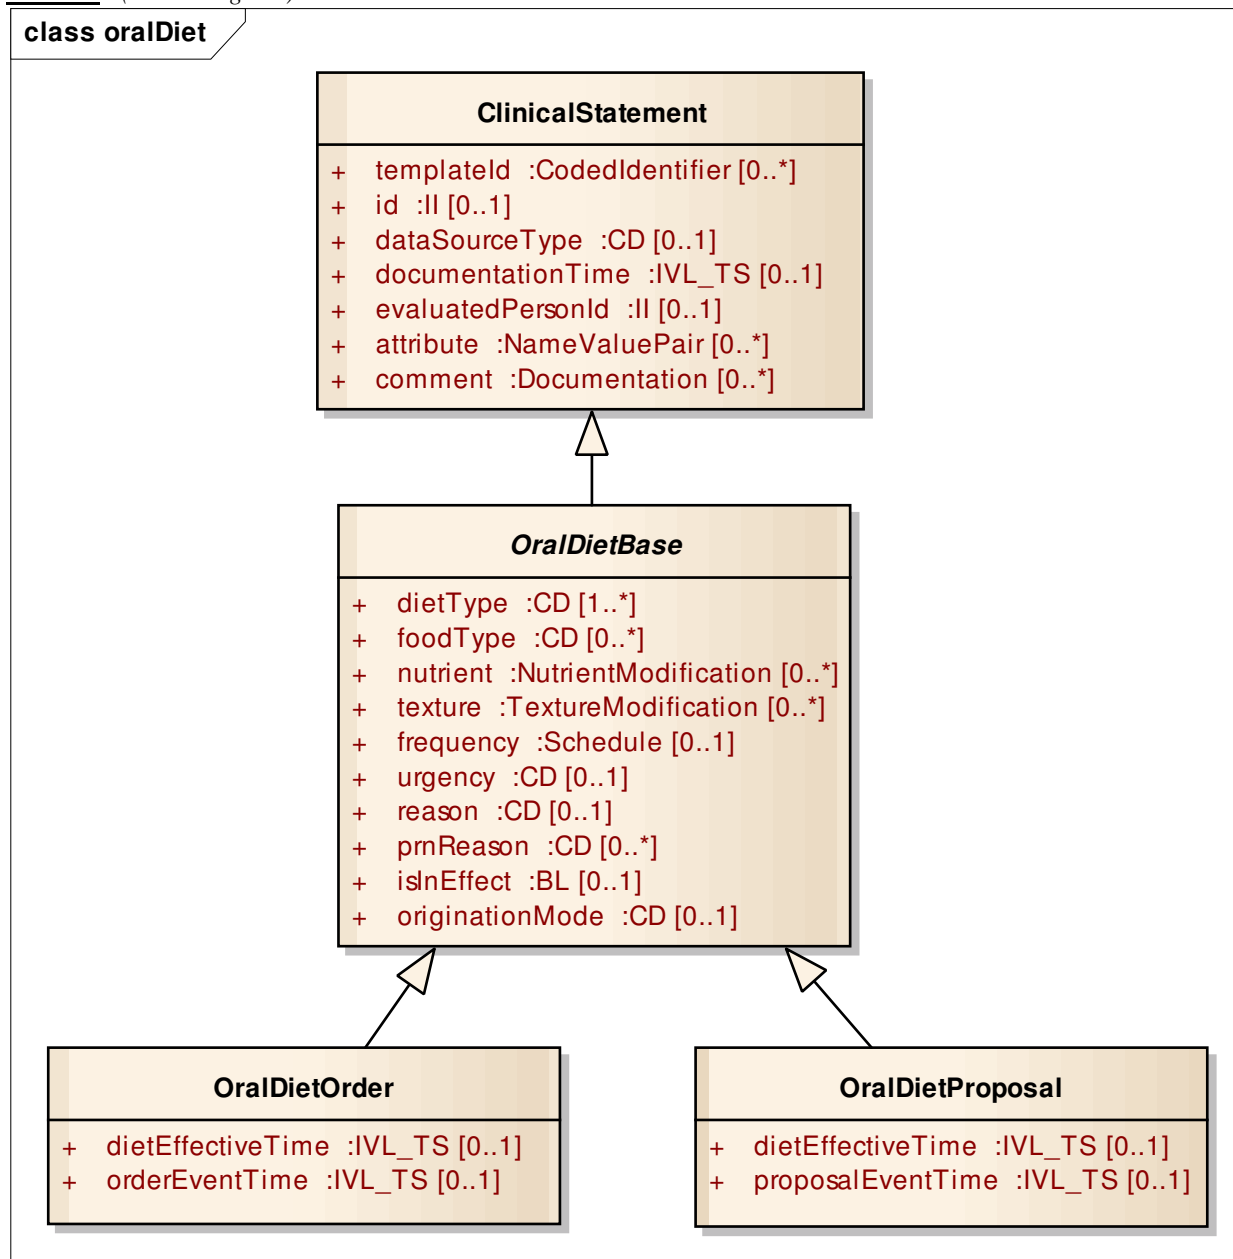 class oralDiet
ClinicalStatement
+ templateId :CodedIdentifier [0..*]
+ id :II [0..1]
+ dataSourceType :CD [0..1]
+ documentationTime :IVL_TS [0..1]
+ evaluatedPersonId :II [0..1]
+ attribute :NameValuePair [0..*]
+ comment :Documentation [0..*]
OralDietBase
+ dietType :CD [1..*]
+ foodType :CD [0..*]
+ nutrient :NutrientModification [0..*]
+ texture :TextureModification [0..*]
+ frequency :Schedule [0..1]
+ urgency :CD [0..1]
+ reason :CD [0..1]
+ prnReason :CD [0..*]
+ isInEffect :BL [0..1]
+ originationMode :CD [0..1]
OralDietOrder
+ dietEffectiveTime :IVL_TS [0..1]
+ orderEventTime :IVL_TS [0..1]
OralDietProposal
+ dietEffectiveTime :IVL_TS [0..1]
+ proposalEventTime :IVL_TS [0..1]